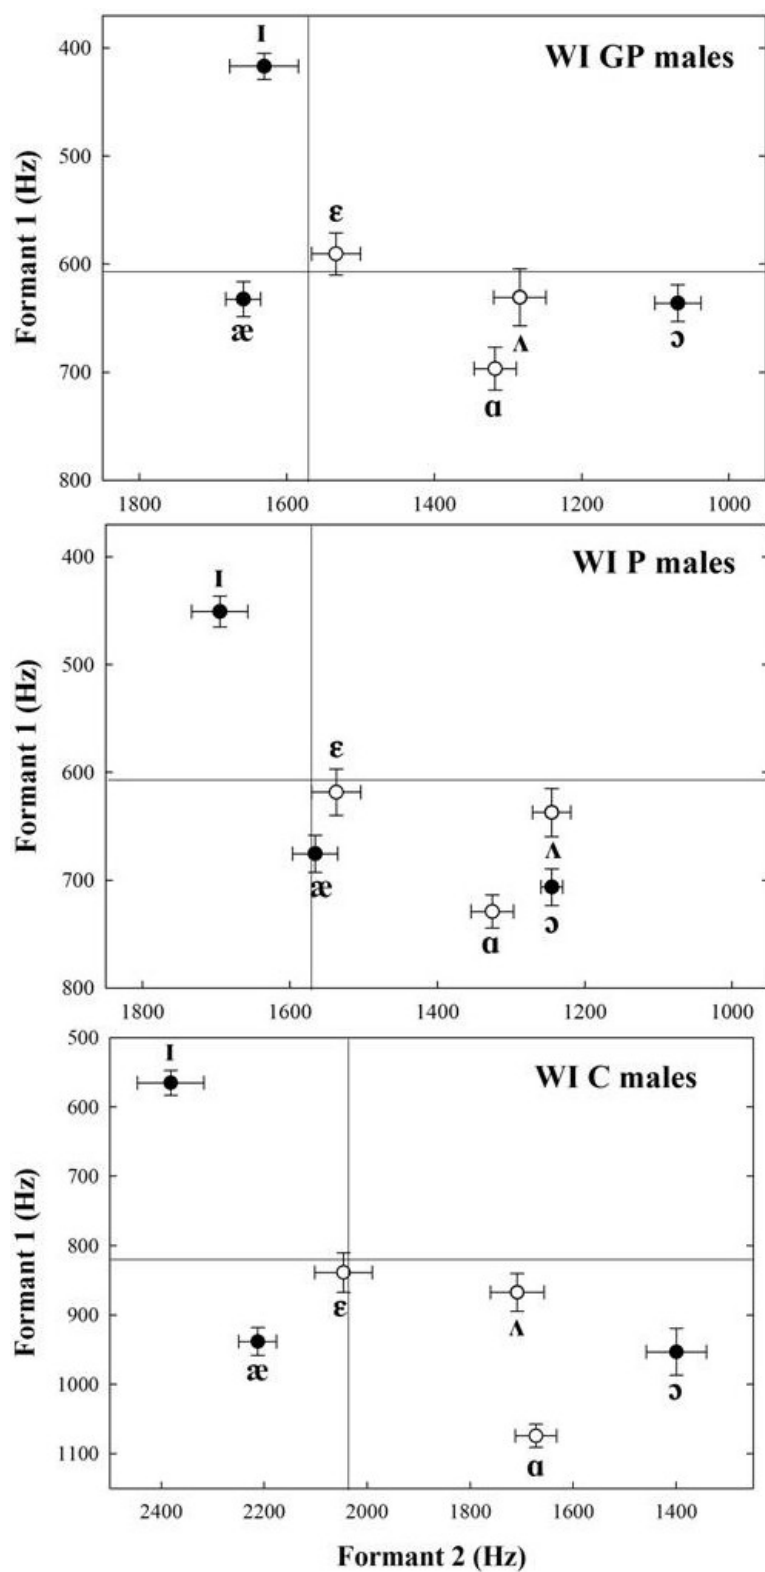 WI GP males
Formant 1 (Hz)
400
500
600
700
800
ɪ
ɛ
æ
ʌ
ɔ
ɑ
1800 1600 1400 1200 1000
WI P males
Formant 1 (Hz)
400
500
600
700
800
ɪ
ɛ
æ
ʌ
ɔ
ɑ
1800 1600 1400 1200 1000
WI C males
Formant 1 (Hz)
500
600
700
800
900
1000
1100
ɪ
ɛ
ʌ
æ
ɔ
ɑ
2400 2200 2000 1800 1600 1400
Formant 2 (Hz)